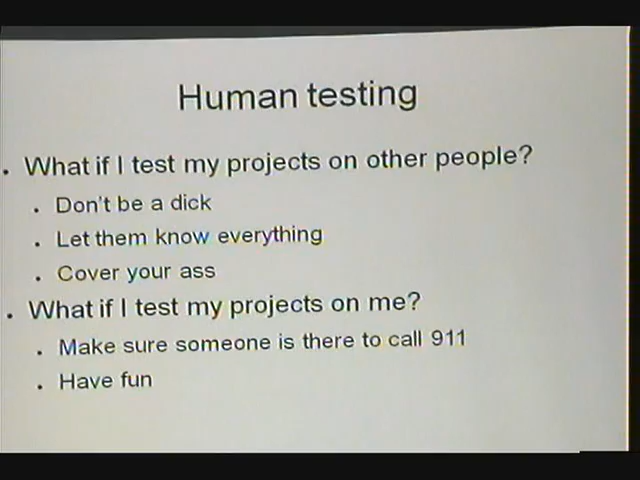 Human testing
What if I test my projects on other people?
Don't be a dick
Let them know everything
Cover your ass
What if I test my projects on me?
Make sure someone is there to call 911
Have fun